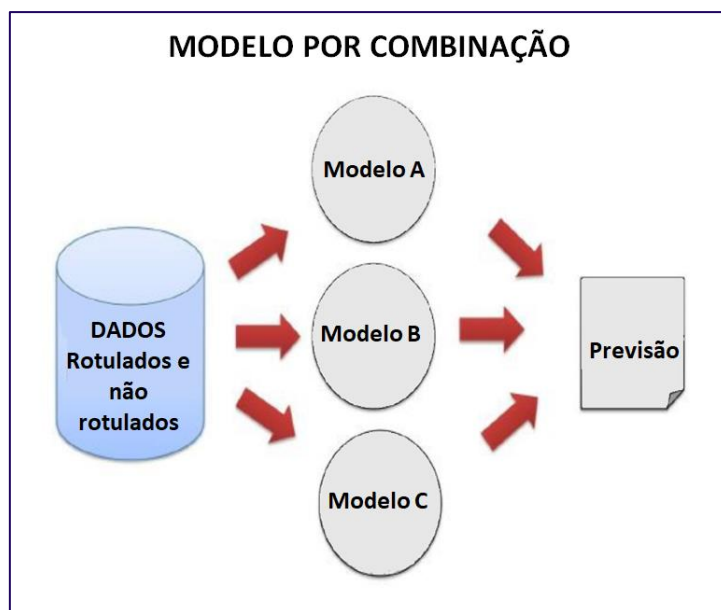 MODELO POR COMBINAÇÃO
Modelo A
DADOS
Rotulados e
não
rotulados
Modelo B
Previsão
Modelo C